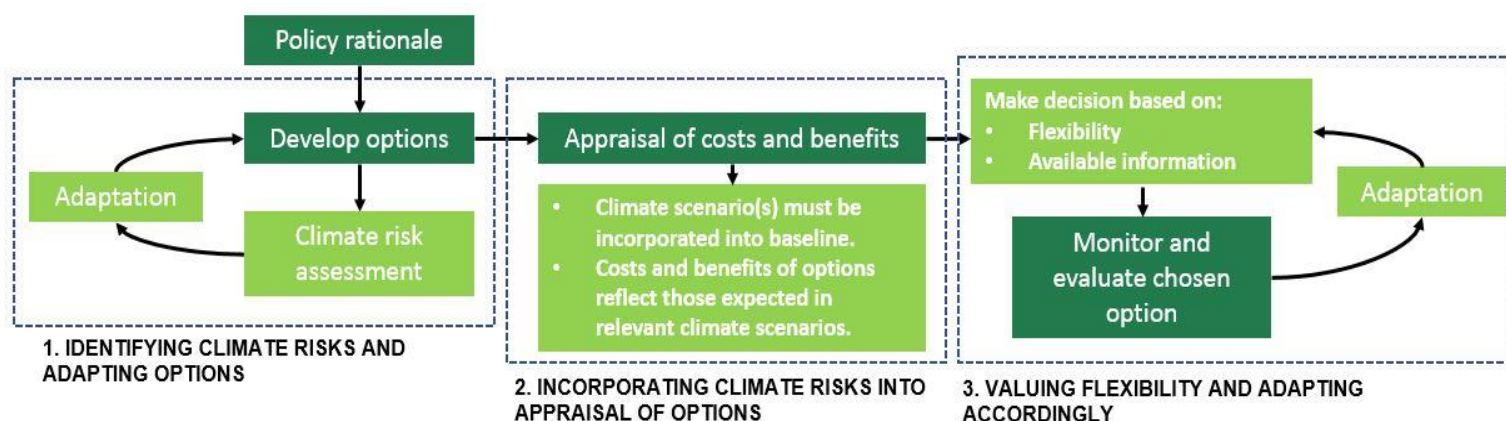 Policy rationale
Develop options
Adaptation
Climate risk
assessment
1. IDENTIFYING CLIMATE RISKS AND
ADAPTING OPTIONS
Appraisal of costs and benefits
• Climate scenario(s) must be
incorporated into baseline.
• Costs and benefits of options
reflect those expected in
relevant climate scenarios.
2. INCORPORATING CLIMATE RISKS INTO
APPRAISAL OF OPTIONS
Make decision based on:
• Flexibility
• Available information
Adaptation
Monitor and
evaluate chosen
option
3. VALUING FLEXIBILITY AND ADAPTING
ACCORDINGLY